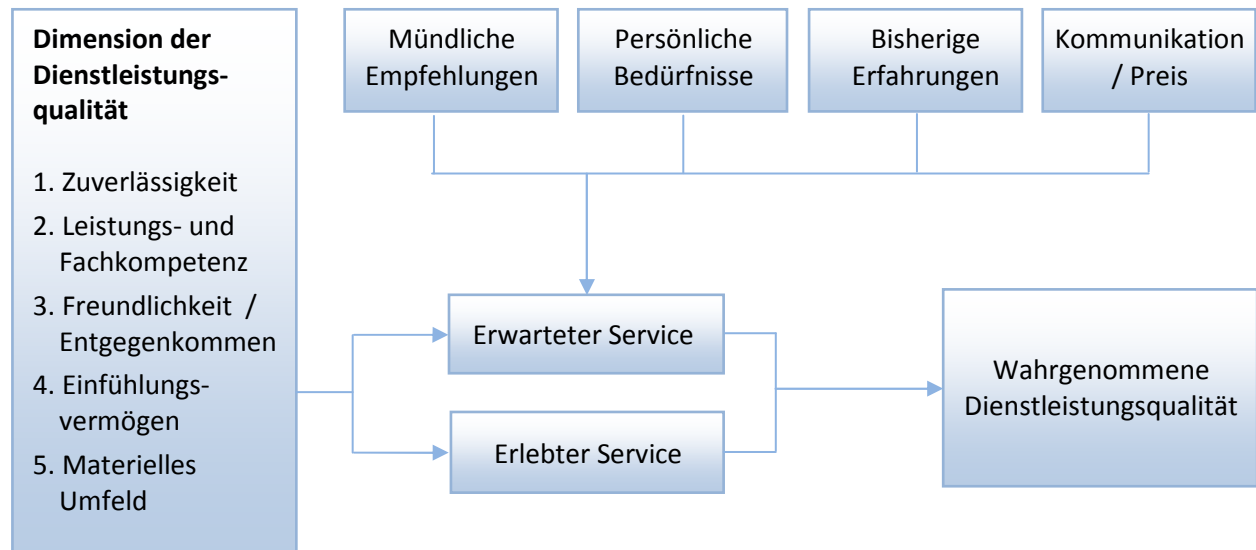 Dimension der
Dienstleistungs-
qualität
1. Zuverlässigkeit
2. Leistungs- und
Fachkompetenz
3. Freundlichkeit /
Entgegenkommen
4. Einfühlungs-
vermögen
5. Materielles
Umfeld
Mündliche
Empfehlungen
Persönliche
Bedürfnisse
Bisherige
Erfahrungen
Kommunikation
/ Preis
Erwarteter Service
Erlebter Service
Wahrgenommene
Dienstleistungsqualität